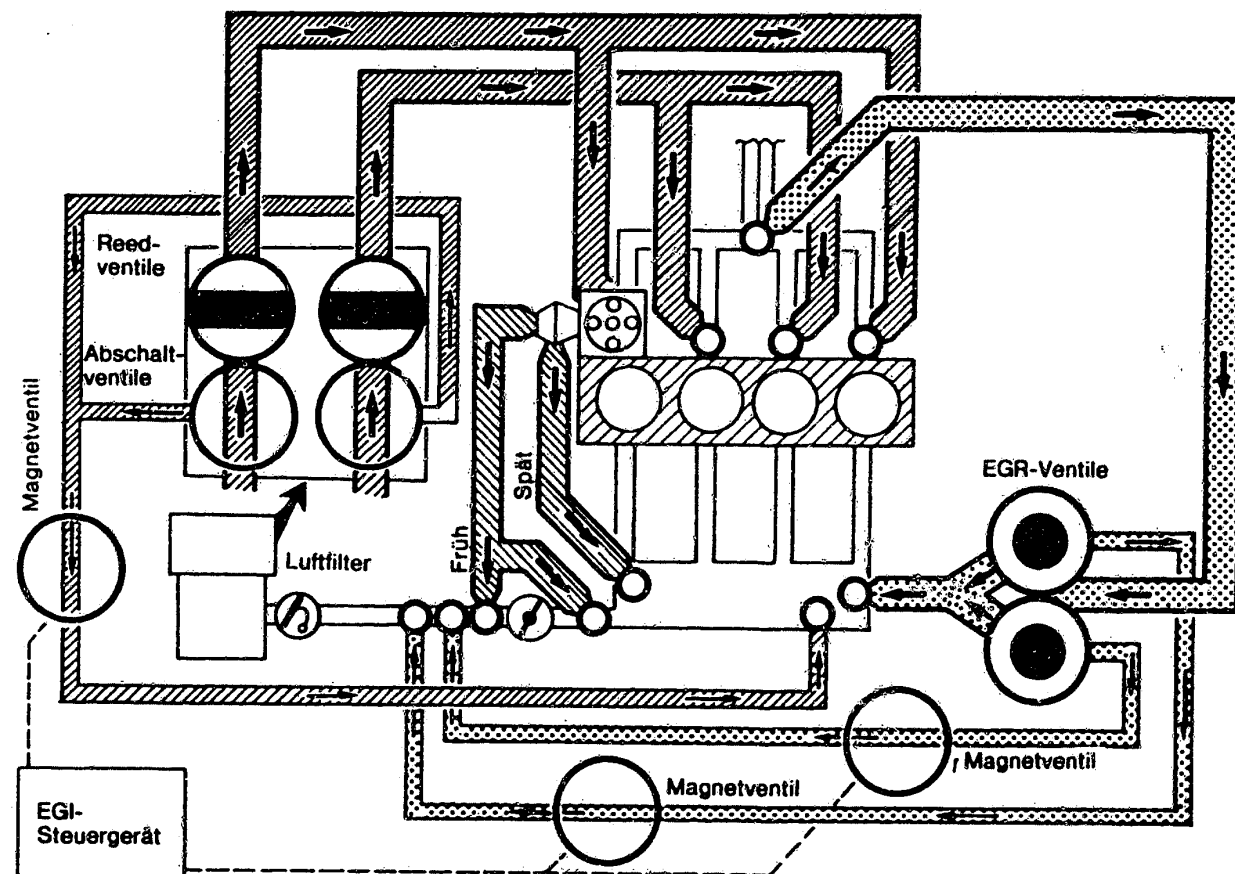 Reed-
ventile
Abschalt-
ventile
Magnetventil
Luftfilter
Früh
Spät
EGR-Ventile
Magnetventil
Magnetventil
EGI-
Steuergerät